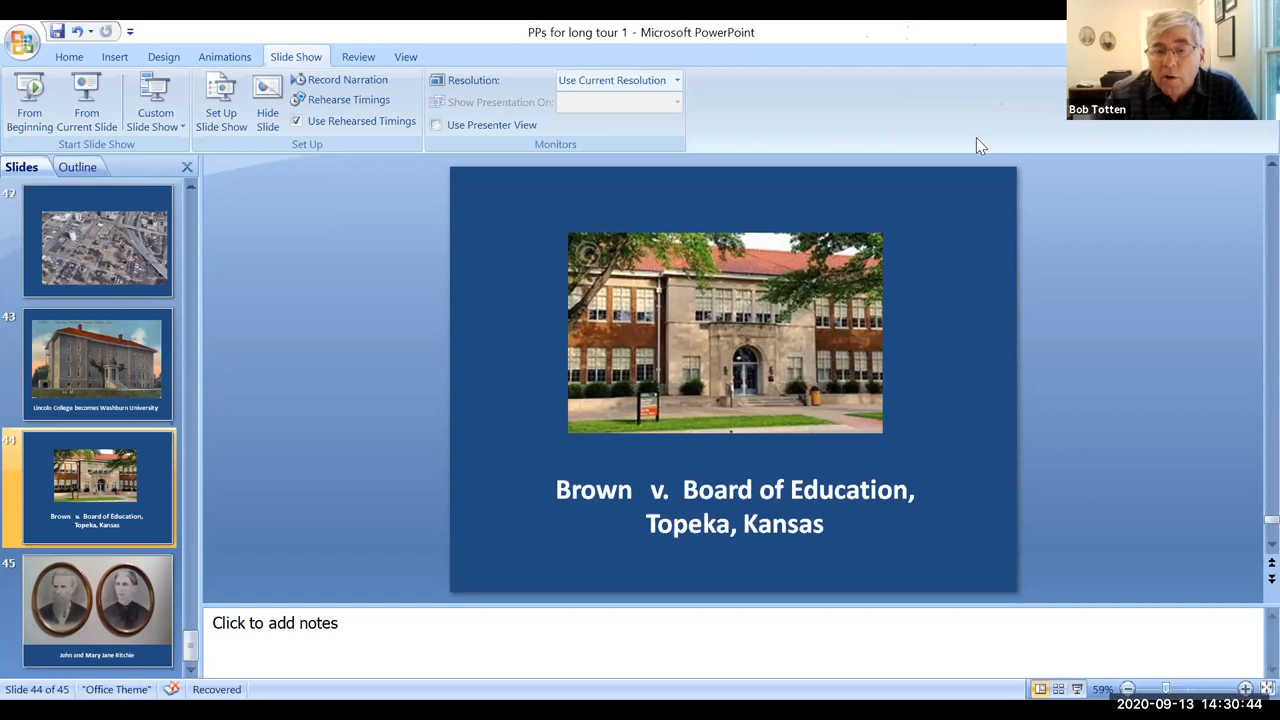 PPs for long tour 1 - Microsoft PowerPoint
Home Insert Design Animations Slide Show Review View
From Beginning
From Current Slide
Custom Slide Show
Start Slide Show
Set Up Slide Show
Hide Slide
Record Narration
Rehearse Timings
Use Rehearsed Timings
Set Up
Resolution: Use Current Resolution
Show Presentation On:
Use Presenter View
Monitors
Bob Totten
Slides Outline
42
43
Lincoln College becomes Washburn University
44
Brown v. Board of Education,
Topeka, Kansas
45
John and Mary Jane Ritchie
Brown v. Board of Education,
Topeka, Kansas
Click to add notes
Slide 44 of 45 "Office Theme" Recovered 59%
2020-09-13 14:30:44